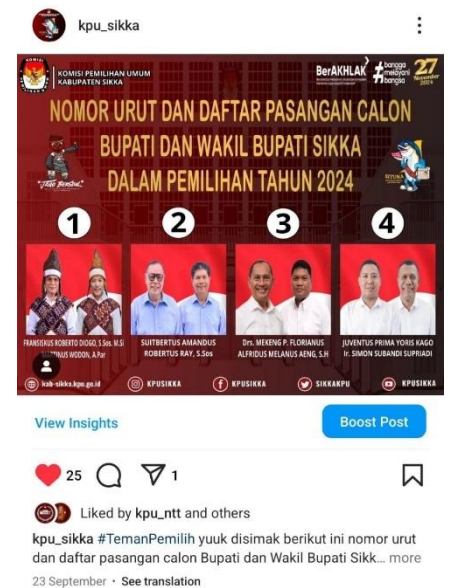 kpu_sikka
KOMISI PEMILIHAN UMUM
KABUPATEN SIKKA
BerAKHLAK
#bangga
melayani
bangsa
27
November
2024
NOMOR URUT DAN DAFTAR PASANGAN CALON
BUPATI DAN WAKIL BUPATI SIKKA
DALAM PEMILIHAN TAHUN 2024
1
2
3
4
FRANSISKUS ROBERTO DIOGO, S.Sos. M.Si
WODON, A.Par
SUITBERTUS AMANDUS
ROBERTUS RAY, S.Sos
Drs. MEKENG P. FLORIANUS
ALFRIDUS MELANUS AENG, S.H
JUVENTUS PRIMA YORIS KAGO
Ir. SIMON SUBANDI SUPRIADI
kab-sikka.kpu.go.id
KPUSIKKA
KPUSIKKA
SIKKAKPU
KPUSIKKA
View Insights
Boost Post
25
1
Liked by kpu_ntt and others
kpu_sikka #TemanPemilih yuuk disimak berikut ini nomor urut
dan daftar pasangan calon Bupati dan Wakil Bupati Sikk... more
23 September • See translation